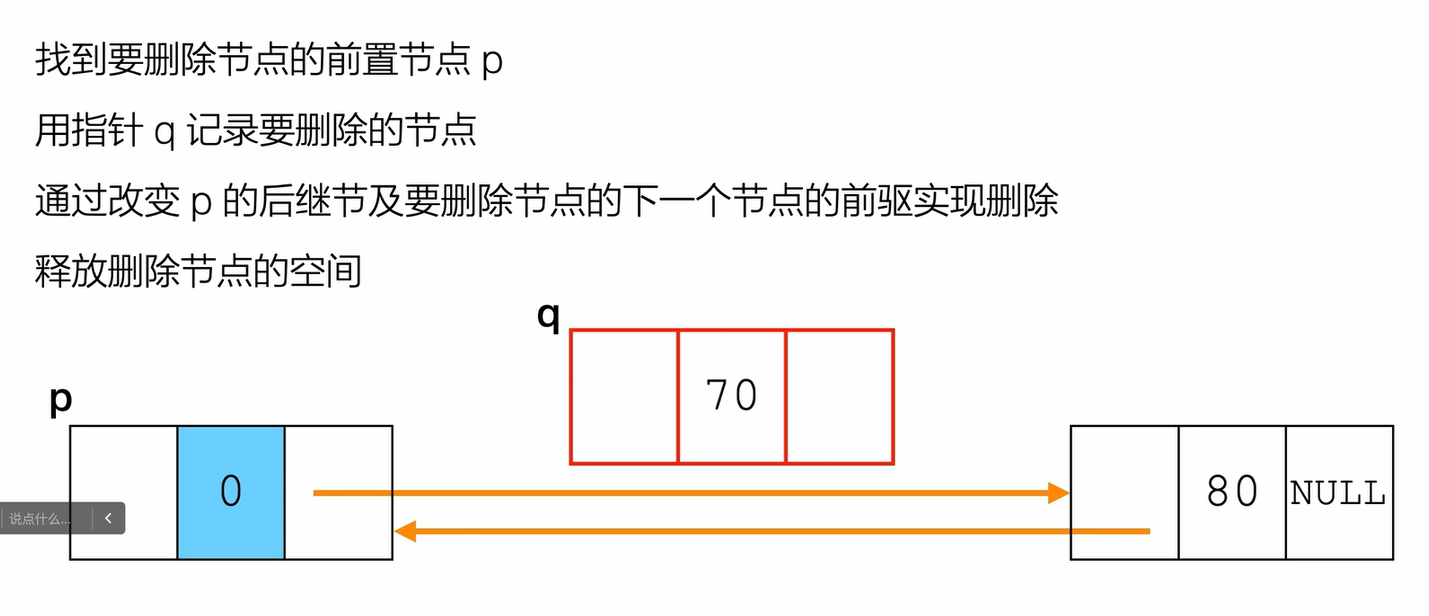 找到要删除节点的前置节点 p
用指针 q 记录要删除的节点
通过改变 p 的后继节及要删除节点的下一个节点的前驱实现删除
释放删除节点的空间
q
70
p
0
80
NULL
说点什么...